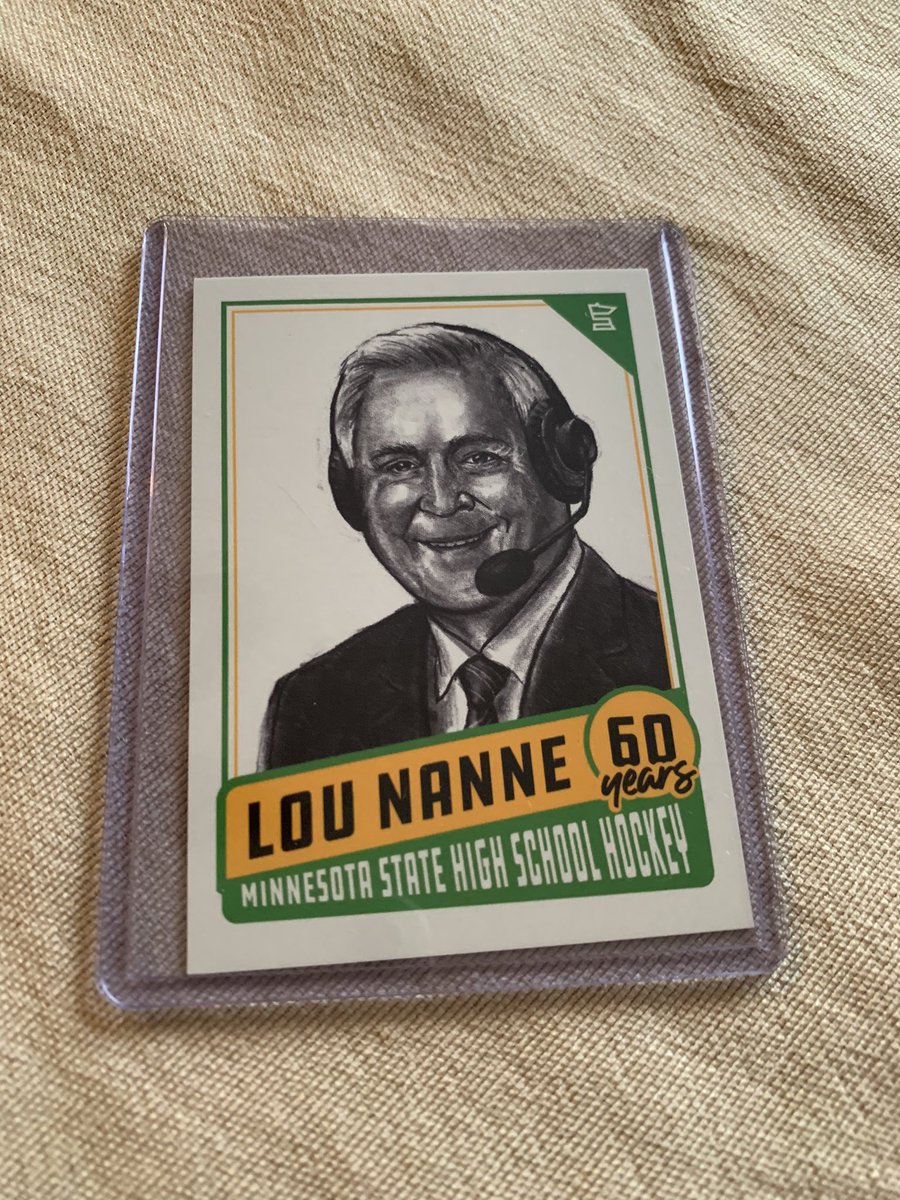 LOU NANNE
60
years
MINNESOTA STATE HIGH SCHOOL HOCKEY